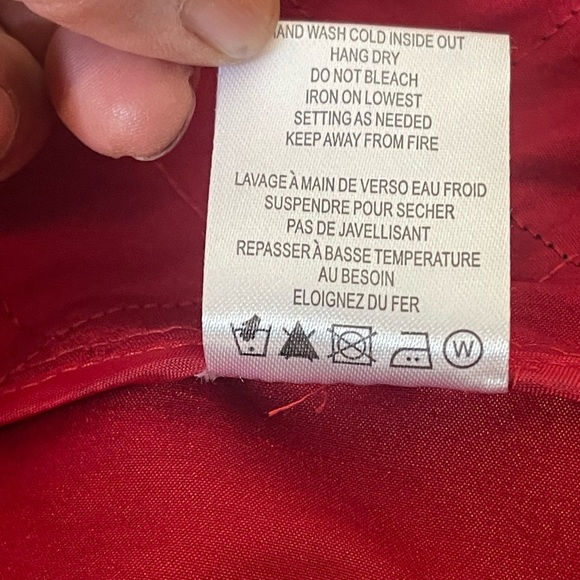 AND WASH COLD INSIDE OUT
HANG DRY
DO NOT BLEACH
IRON ON LOWEST
SETTING AS NEEDED
KEEP AWAY FROM FIRE
LAVAGE À MAIN DE VERSO EAU FROID
SUSPENDRE POUR SECHER
PAS DE JAVELLISANT
REPASSER À BASSE TEMPERATURE
AU BESOIN
ELOIGNEZ DU FER
W